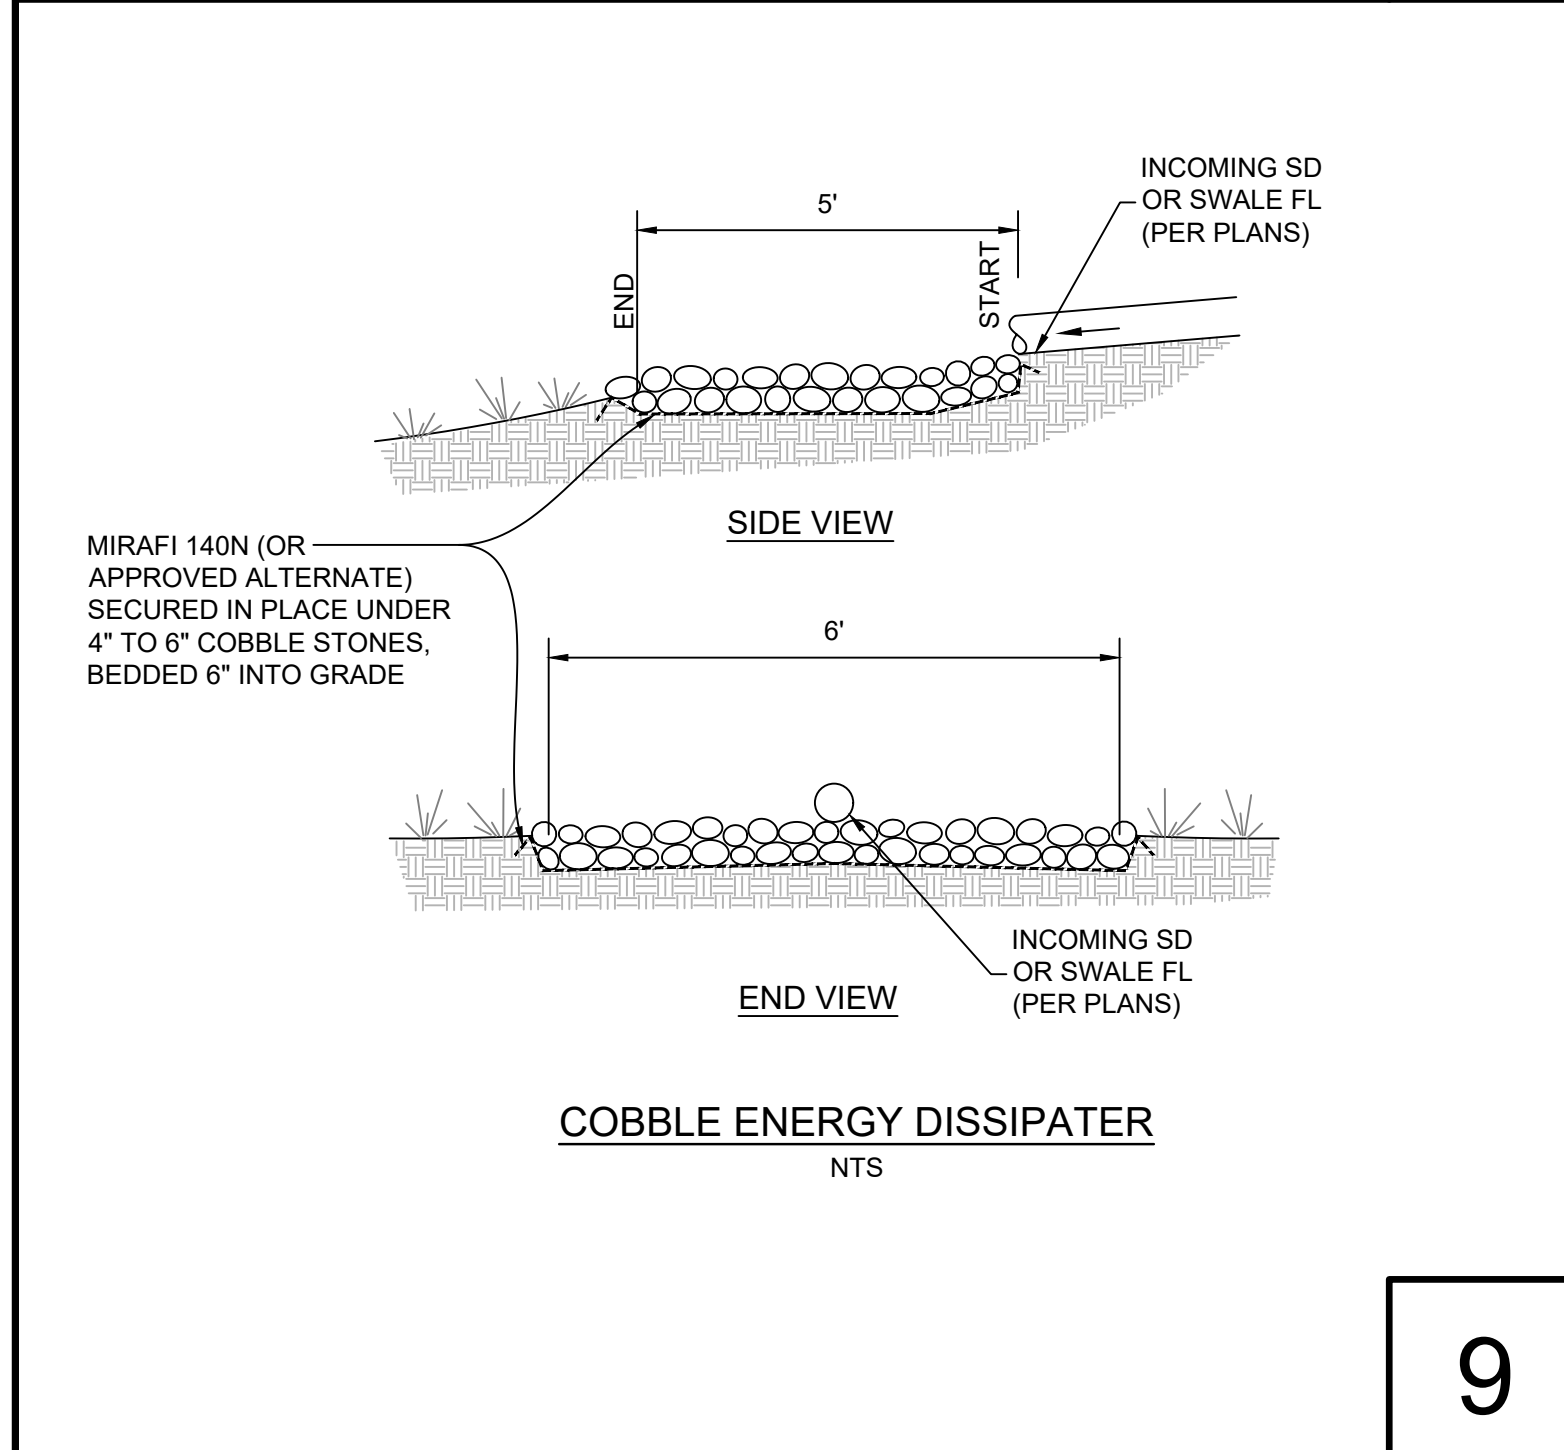 INCOMING SD
OR SWALE FL
(PER PLANS)
5'
START
END
SIDE VIEW
MIRAFI 140N (OR
APPROVED ALTERNATE)
SECURED IN PLACE UNDER
4" TO 6" COBBLE STONES,
BEDDED 6" INTO GRADE
6'
INCOMING SD
OR SWALE FL
(PER PLANS)
END VIEW
COBBLE ENERGY DISSIPATER
NTS
9